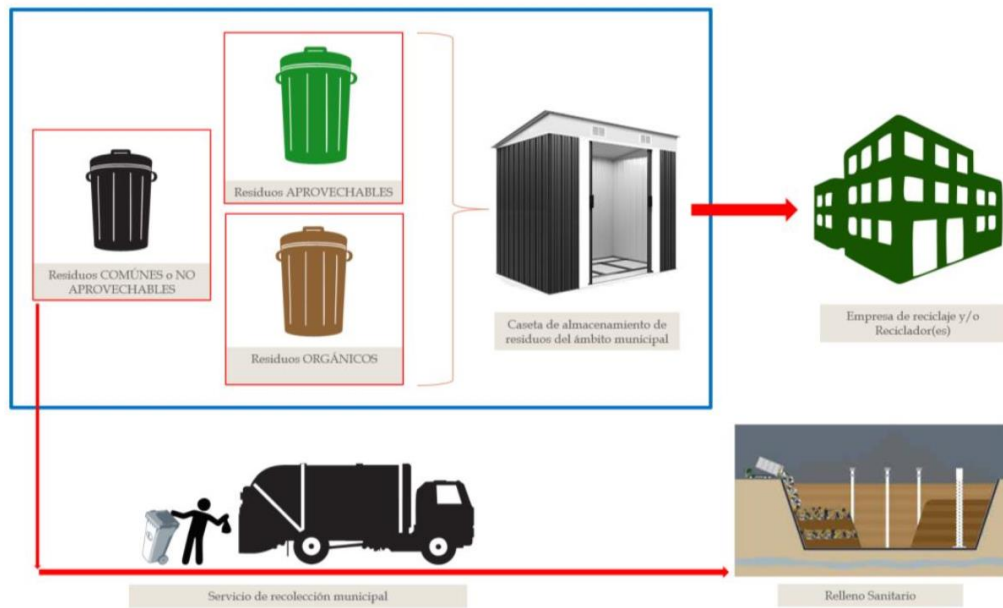 Residuos APROVECHABLES
Residuos COMÚNES o NO
APROVECHABLES
Residuos ORGÁNICOS
Caseta de almacenamiento de
residuos del ámbito municipal
Empresa de reciclaje y/o
Reciclador(es)
Servicio de recolección municipal
Relleno Sanitario